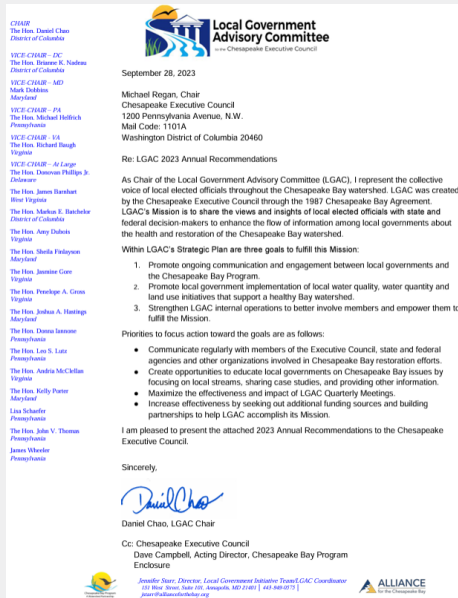 Local Government
Advisory Committee
to the Chesapeake Executive Council
CHAIR
The Hon. Daniel Chao
District of Columbia
VICE-CHAIR – DC
The Hon. Brianne K. Nadeau
District of Columbia
VICE-CHAIR – MD
Mark Dobbins
Maryland
VICE-CHAIR – PA
The Hon. Michael Helfrich
Pennsylvania
VICE-CHAIR - VA
The Hon. Richard Baugh
Virginia
VICE-CHAIR – At Large
The Hon. Donovan Phillips Jr.
Delaware
The Hon. James Barnhart
West Virginia
The Hon. Markus E. Batchelor
District of Columbia
The Hon. Amy Dubois
Virginia
The Hon. Sheila Finlayson
Maryland
The Hon. Jasmine Gore
Virginia
The Hon. Penelope A. Gross
Virginia
The Hon. Joshua A. Hastings
Maryland
The Hon. Donna Iannone
Pennsylvania
The Hon. Leo S. Lutz
Pennsylvania
The Hon. Andria McClellan
Virginia
The Hon. Kelly Porter
Maryland
Lisa Schaefer
Pennsylvania
The Hon. John V. Thomas
Pennsylvania
James Wheeler
Pennsylvania
September 28, 2023
Michael Regan, Chair
Chesapeake Executive Council
1200 Pennsylvania Avenue, N.W.
Mail Code: 1101A
Washington District of Columbia 20460
Re: LGAC 2023 Annual Recommendations
As Chair of the Local Government Advisory Committee (LGAC), I represent the collective
voice of local elected officials throughout the Chesapeake Bay watershed. LGAC was created
by the Chesapeake Executive Council through the 1987 Chesapeake Bay Agreement.
LGAC's Mission is to share the views and insights of local elected officials with state and
federal decision-makers to enhance the flow of information among local governments about
the health and restoration of the Chesapeake Bay watershed.
Within LGAC's Strategic Plan are three goals to fulfill this Mission:
1. Promote ongoing communication and engagement between local governments and
the Chesapeake Bay Program.
2. Promote local government implementation of local water quality, water quantity and
land use initiatives that support a healthy Bay watershed.
3. Strengthen LGAC internal operations to better involve members and empower them to
fulfill the Mission.
Priorities to focus action toward the goals are as follows:
● Communicate regularly with members of the Executive Council, state and federal
agencies and other organizations involved in Chesapeake Bay restoration efforts.
● Create opportunities to educate local governments on Chesapeake Bay issues by
focusing on local streams, sharing case studies, and providing other information.
● Maximize the effectiveness and impact of LGAC Quarterly Meetings.
● Increase effectiveness by seeking out additional funding sources and building
partnerships to help LGAC accomplish its Mission.
I am pleased to present the attached 2023 Annual Recommendations to the Chesapeake
Executive Council.
Sincerely,
Daniel Chao
Daniel Chao, LGAC Chair
Cc: Chesapeake Executive Council
Dave Campbell, Acting Director, Chesapeake Bay Program
Enclosure
Jennifer Starr, Director, Local Government Initiative Team/LGAC Coordinator
501 West Street, Suite 101, Annapolis, MD 21401 | 443-949-0575 |
jstarr@allianceforthebay.org
ALLIANCE
for the Chesapeake Bay